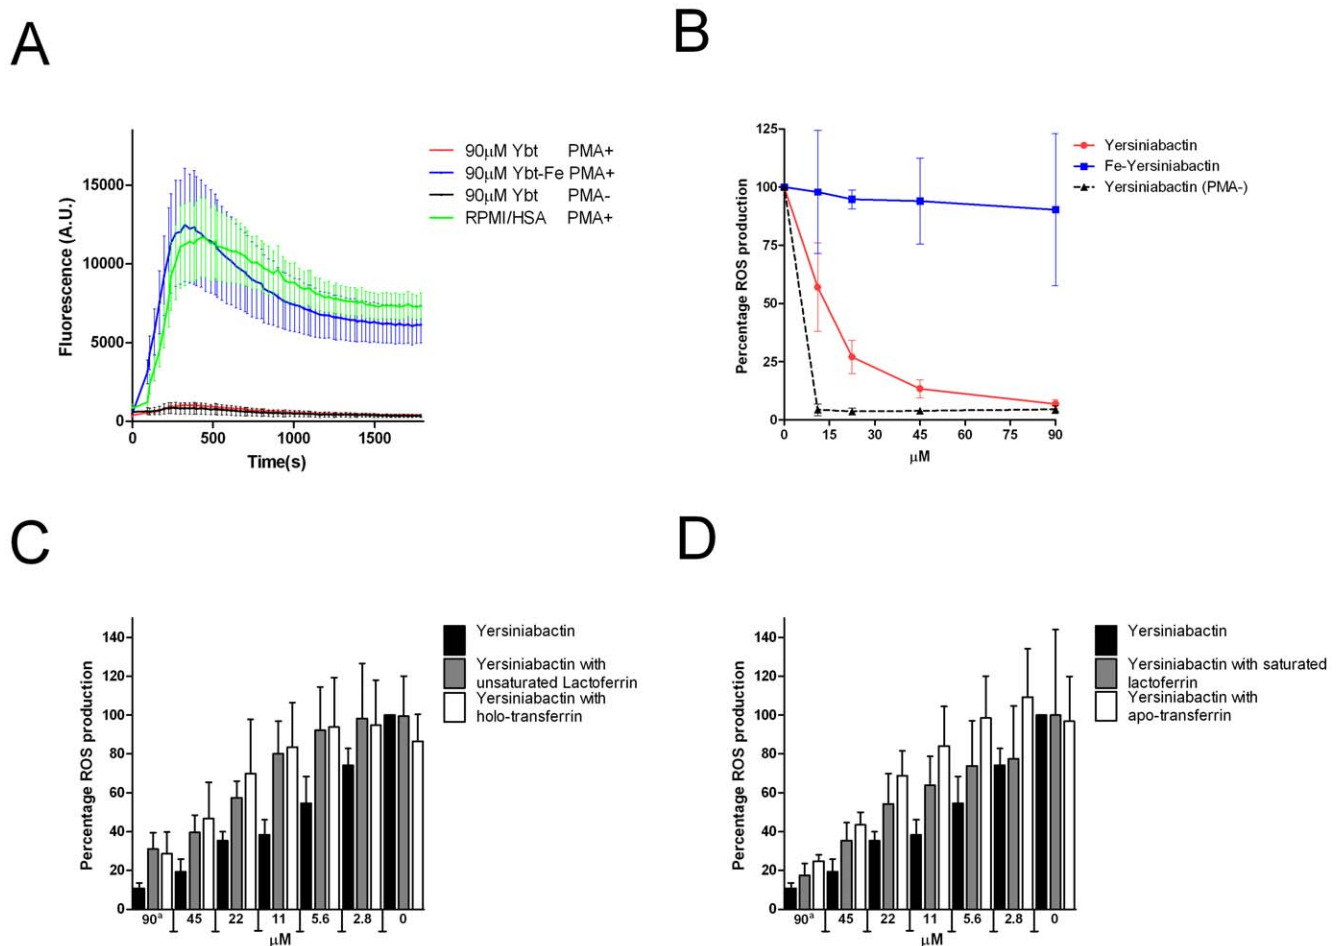 A
Fluorescence (A.U.)
15000
10000
5000
0
0 500 1000 1500
Time(s)
90μM Ybt PMA+
90μM Ybt-Fe PMA+
90μM Ybt PMA-
RPMI/HSA PMA+
B
Percentage ROS production
125
100
75
50
25
0
0 15 30 45 60 75 90
μM
Yersiniabactin
Fe-Yersiniabactin
Yersiniabactin (PMA-)
C
Percentage ROS production
140
120
100
80
60
40
20
0
90ª 45 22 11 5.6 2.8 0
μM
Yersiniabactin
Yersiniabactin with
unsaturated Lactoferrin
Yersiniabactin with
holo-transferrin
D
Percentage ROS production
140
120
100
80
60
40
20
0
90ª 45 22 11 5.6 2.8 0
μM
Yersiniabactin
Yersiniabactin with saturated
lactoferrin
Yersiniabactin with
apo-transferrin